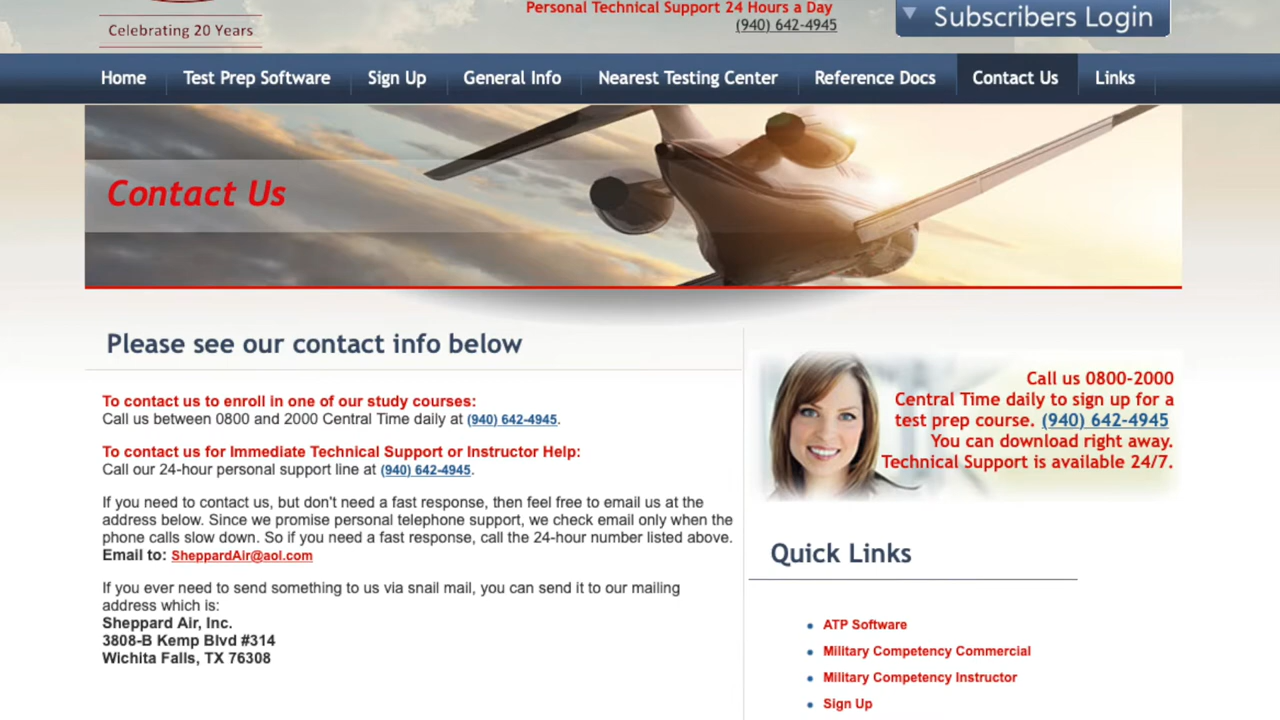 Personal Technical Support 24 Hours a Day
(940) 642-4945
Celebrating 20 Years
Subscribers Login
Home
Test Prep Software
Sign Up
General Info
Nearest Testing Center
Reference Docs
Contact Us
Links
Contact Us
Please see our contact info below
To contact us to enroll in one of our study courses:
Call us between 0800 and 2000 Central Time daily at (940) 642-4945.
To contact us for Immediate Technical Support or Instructor Help:
Call our 24-hour personal support line at (940) 642-4945.
If you need to contact us, but don't need a fast response, then feel free to email us at the
address below. Since we promise personal telephone support, we check email only when the
phone calls slow down. So if you need a fast response, call the 24-hour number listed above.
Email to: SheppardAir@aol.com
If you ever need to send something to us via snail mail, you can send it to our mailing
address which is:
Sheppard Air, Inc.
3808-B Kemp Blvd #314
Wichita Falls, TX 76308
Call us 0800-2000
Central Time daily to sign up for a
test prep course. (940) 642-4945
You can download right away.
Technical Support is available 24/7.
Quick Links
ATP Software
Military Competency Commercial
Military Competency Instructor
Sign Up